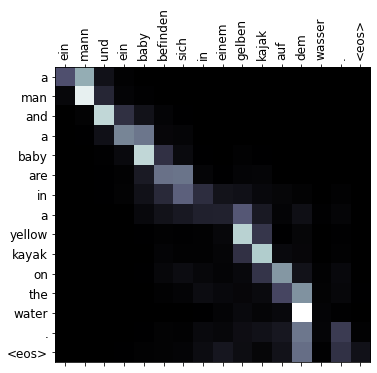 ein mann und ein baby befinden sich in einem gelben kajak auf dem wasser . <eos>
a
man
and
a
baby
are
in
a
yellow
kayak
on
the
water
.
<eos>